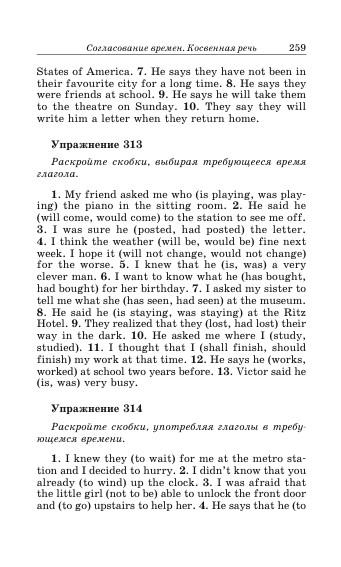 Согласование времен. Косвенная речь 259
States of America. 7. He says they have not been in
their favourite city for a long time. 8. He says they
were friends at school. 9. He says he will take them
to the theatre on Sunday. 10. They say they will
write him a letter when they return home.
Упражнение 313
Раскройте скобки, выбирая требующееся время
глагола.
1. My friend asked me who (is playing, was play-
ing) the piano in the sitting room. 2. He said he
(will come, would come) to the station to see me off.
3. I was sure he (posted, had posted) the letter.
4. I think the weather (will be, would be) fine next
week. I hope it (will not change, would not change)
for the worse. 5. I knew that he (is, was) a very
clever man. 6. I want to know what he (has bought,
had bought) for her birthday. 7. I asked my sister to
tell me what she (has seen, had seen) at the museum.
8. He said he (is staying, was staying) at the Ritz
Hotel. 9. They realized that they (lost, had lost) their
way in the dark. 10. He asked me where I (study,
studied). 11. I thought that I (shall finish, should
finish) my work at that time. 12. He says he (works,
worked) at school two years before. 13. Victor said he
(is, was) very busy.
Упражнение 314
Раскройте скобки, употребляя глаголы в требу-
ющемся времени.
1. I knew they (to wait) for me at the metro sta-
tion and I decided to hurry. 2. I didn't know that you
already (to wind) up the clock. 3. I was afraid that
the little girl (not to be) able to unlock the front door
and (to go) upstairs to help her. 4. He says that he (to